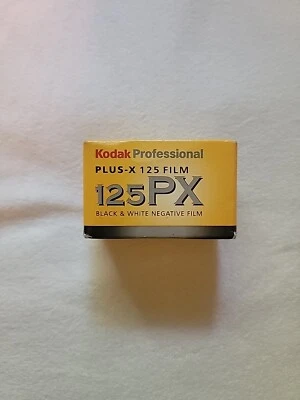 Kodak Professional
PLUS-X 125 FILM
125PX
BLACK & WHITE NEGATIVE FILM